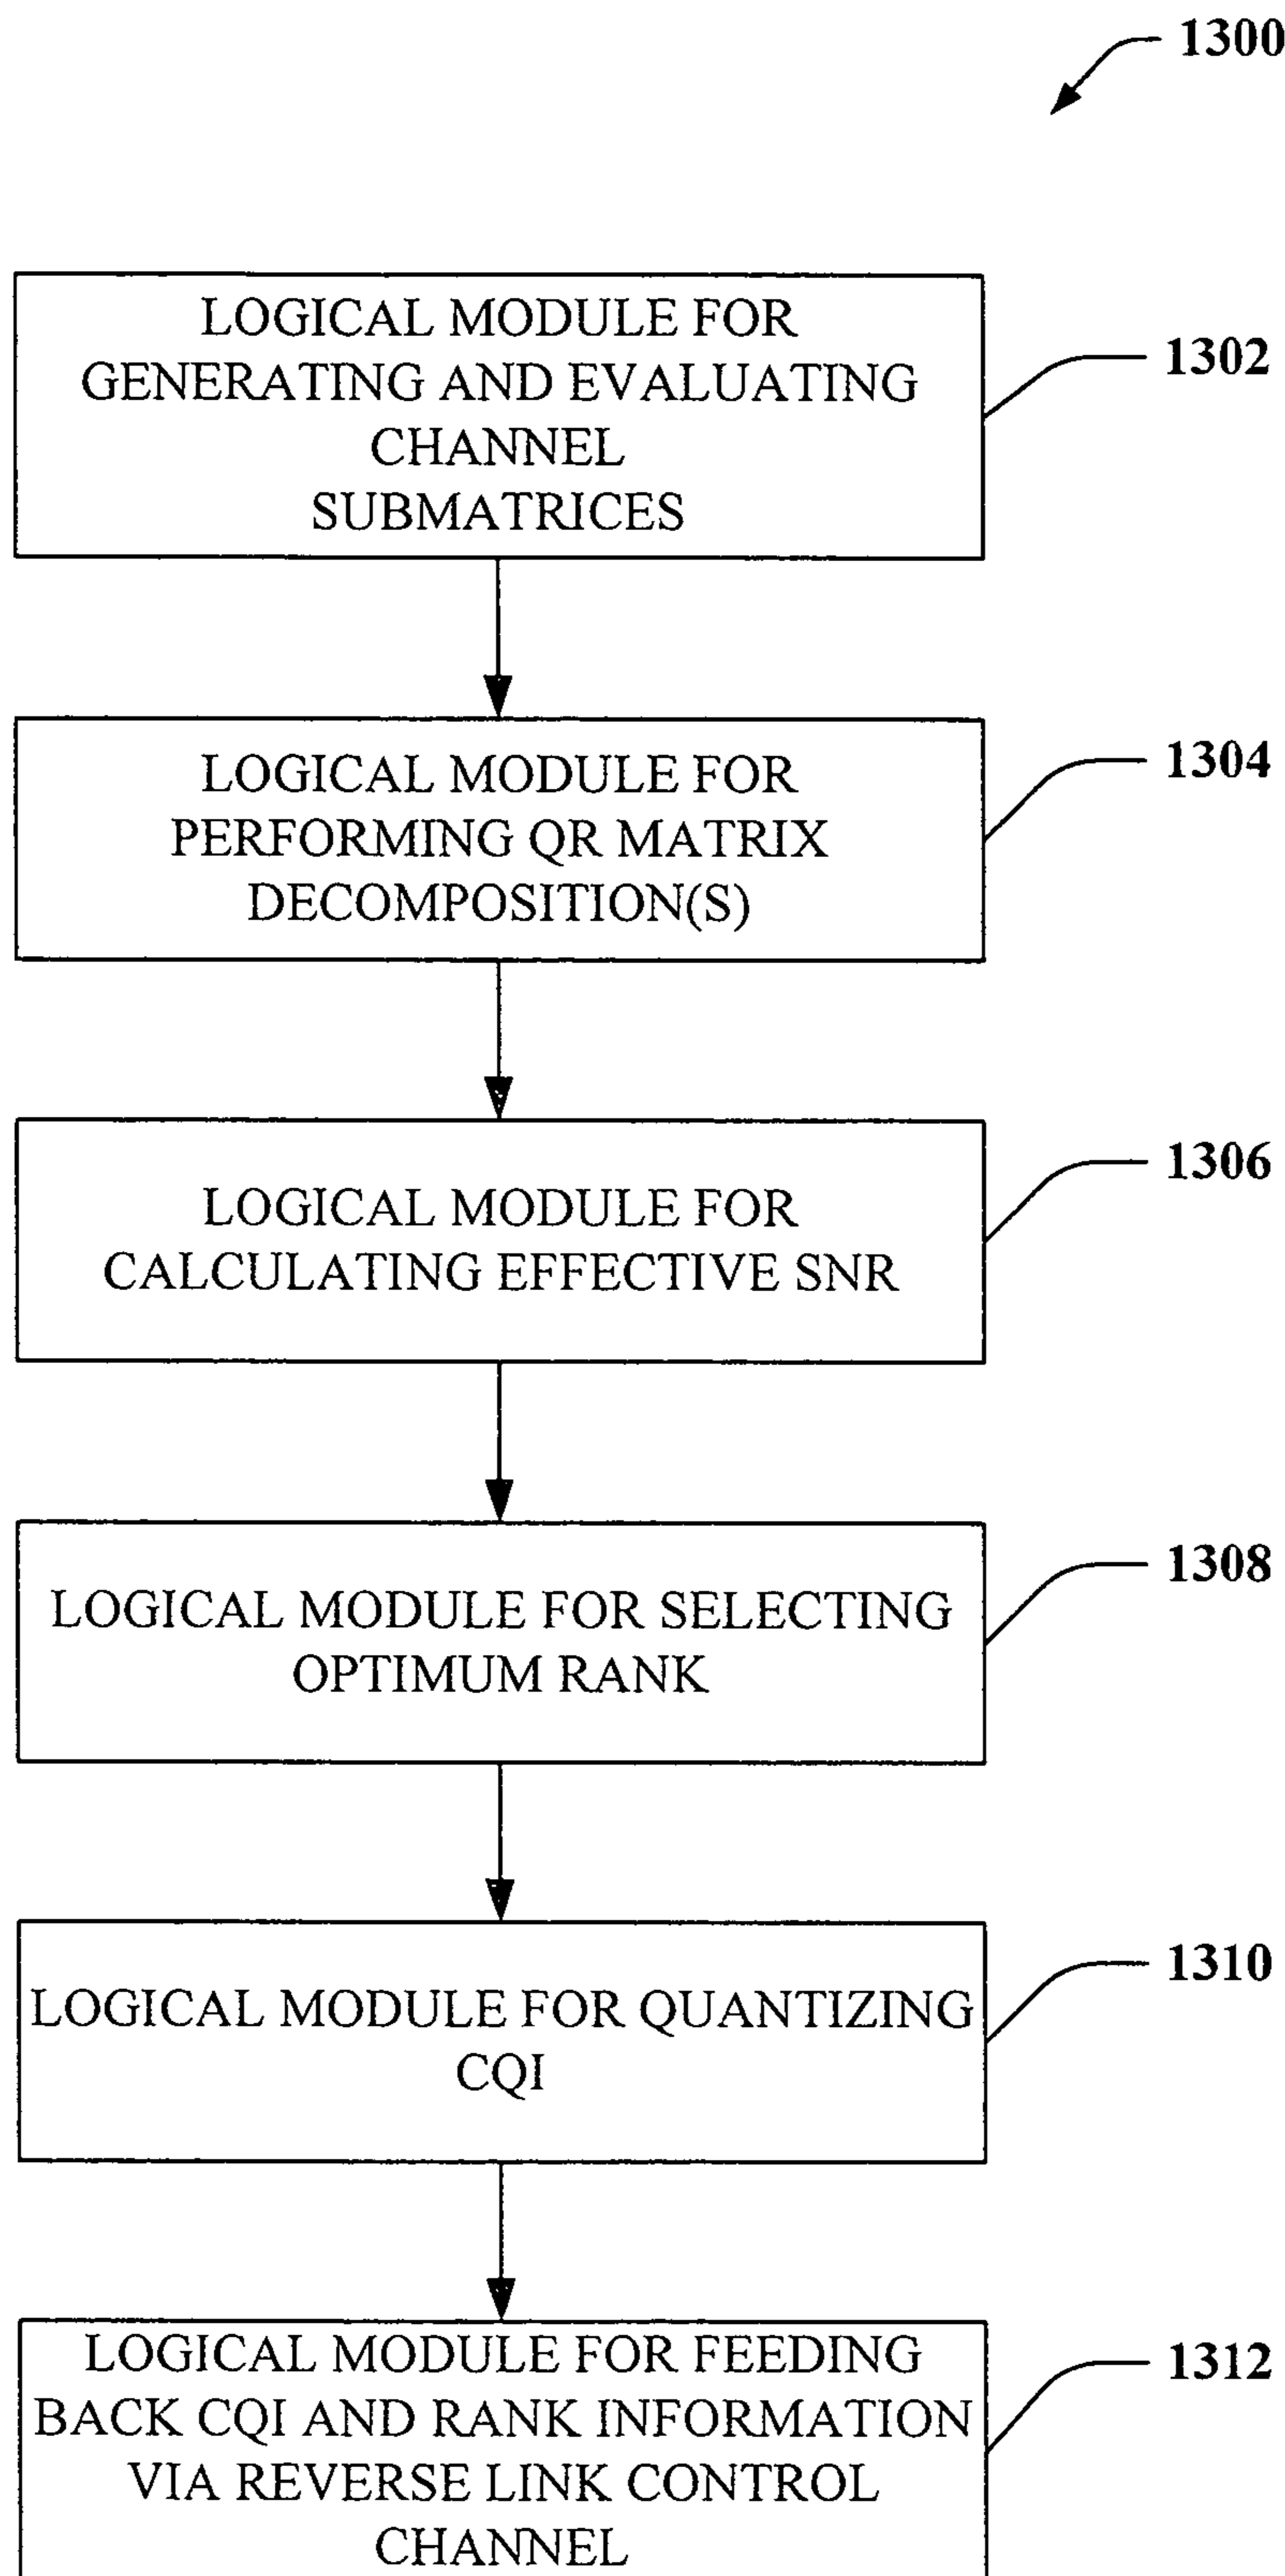 1300
LOGICAL MODULE FOR
GENERATING AND EVALUATING
CHANNEL
SUBMATRICES
1302
LOGICAL MODULE FOR
PERFORMING QR MATRIX
DECOMPOSITION(S)
1304
LOGICAL MODULE FOR
CALCULATING EFFECTIVE SNR
1306
LOGICAL MODULE FOR SELECTING
OPTIMUM RANK
1308
LOGICAL MODULE FOR QUANTIZING
CQI
1310
LOGICAL MODULE FOR FEEDING
BACK CQI AND RANK INFORMATION
VIA REVERSE LINK CONTROL
CHANNEL
1312